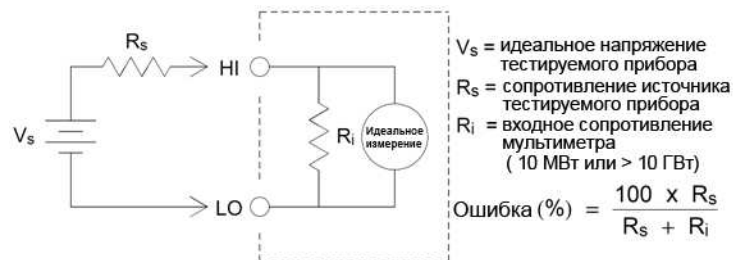 Rs
HI
Vs
Ri
Идеальное
измерение
LO
Vs = идеальное напряжение
тестируемого прибора
Rs = сопротивление источника
тестируемого прибора
Ri = входное сопротивление
мультиметра
( 10 МВт или > 10 ГВт)
Ошибка (%) = 100 x Rs / Rs + Ri